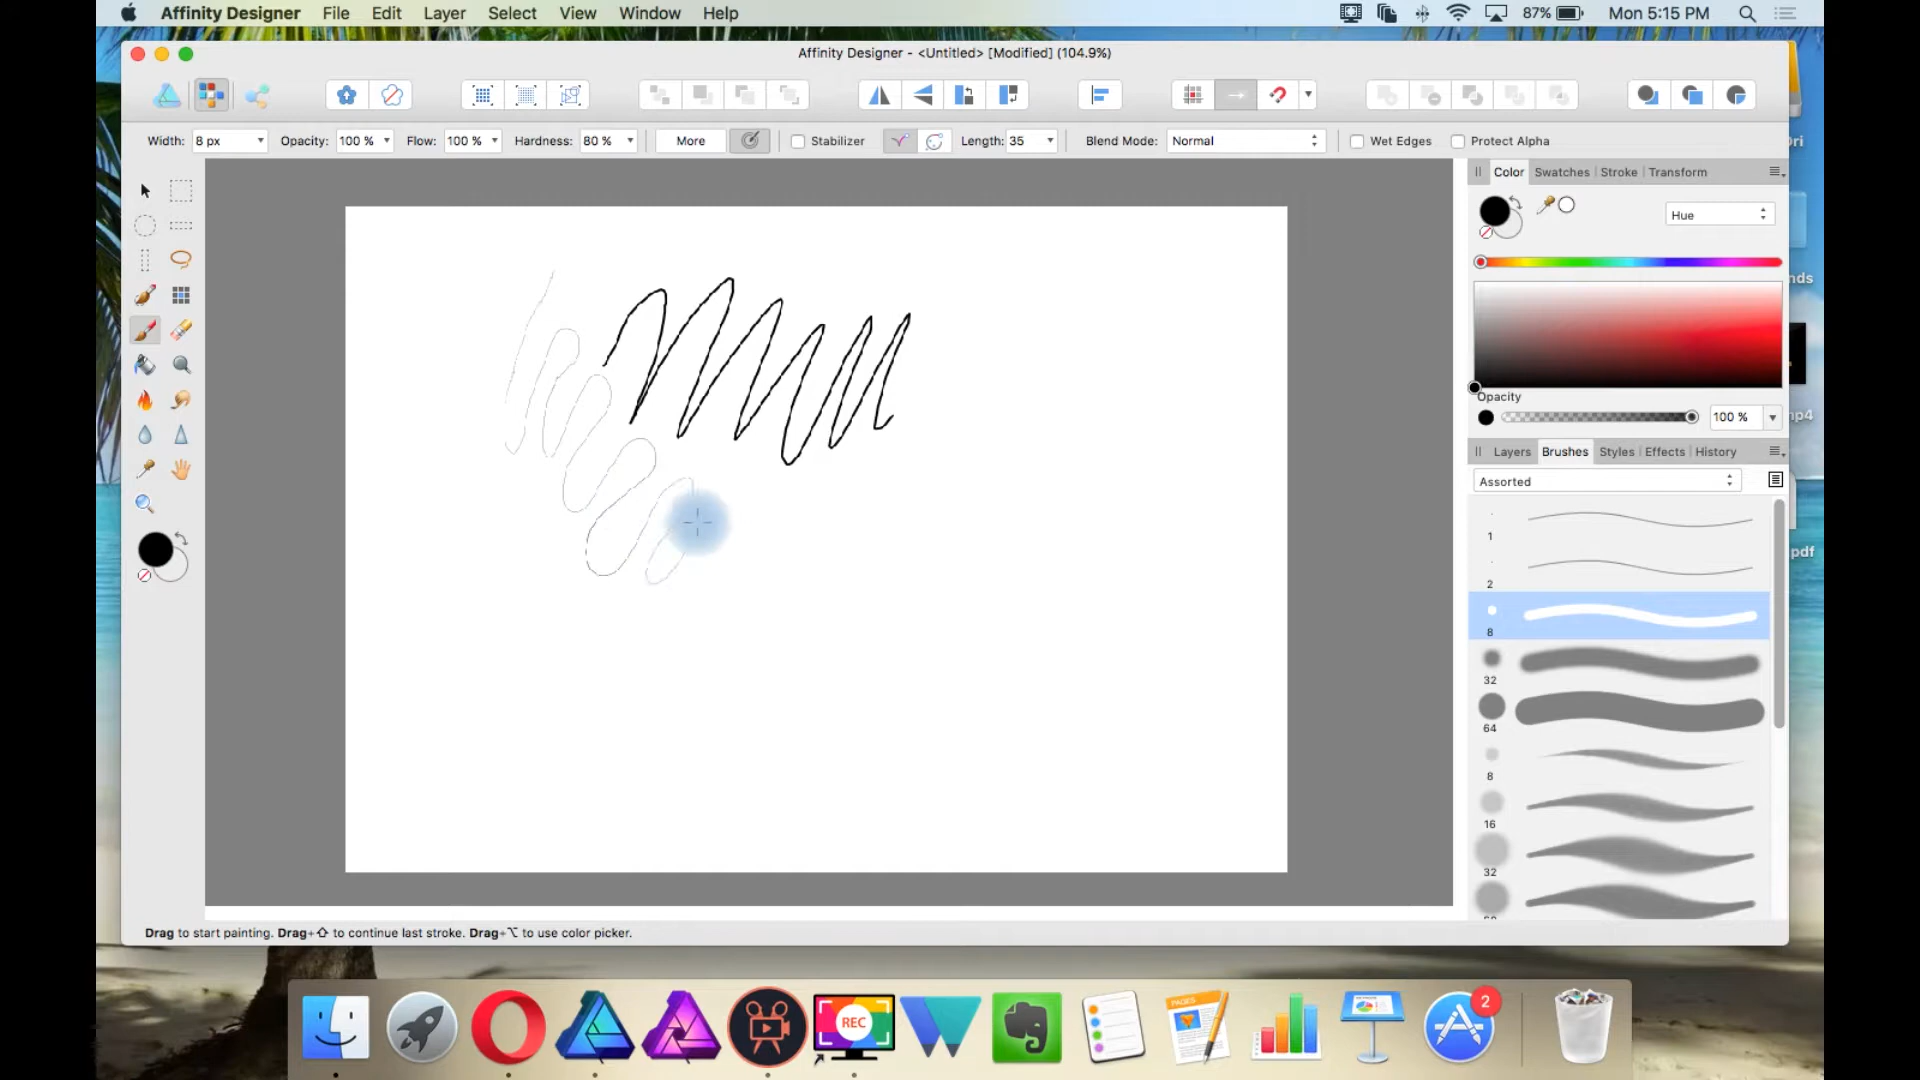 Affinity Designer File Edit Layer Select View Window Help 87% Mon 5:15 PM
Affinity Designer - <Untitled> [Modified] (104.9%)
Width: 8 px Opacity: 100 % Flow: 100 % Hardness: 80 % More Stabilizer Length: 35 Blend Mode: Normal Wet Edges Protect Alpha
Color Swatches Stroke Transform
Hue
Opacity
100 %
Layers Brushes Styles Effects History
Assorted
1
2
8
32
64
8
16
32
nds
mp4
pdf
Drag to start painting. Drag+⇧ to continue last stroke. Drag+⌥ to use color picker.
REC
PAGES
2